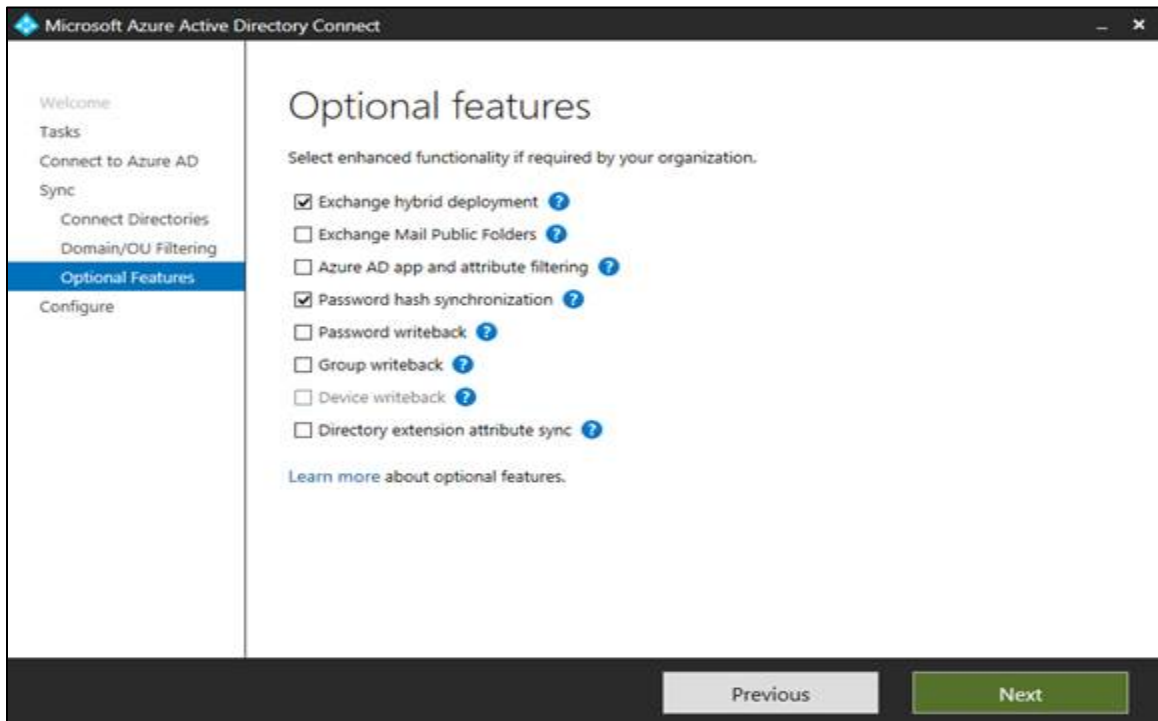 Microsoft Azure Active Directory Connect
Welcome
Tasks
Connect to Azure AD
Sync
Connect Directories
Domain/OU Filtering
Optional Features
Configure
Optional features
Select enhanced functionality if required by your organization.
Exchange hybrid deployment ?
Exchange Mail Public Folders ?
Azure AD app and attribute filtering ?
Password hash synchronization ?
Password writeback ?
Group writeback ?
Device writeback ?
Directory extension attribute sync ?
Learn more about optional features.
Previous
Next